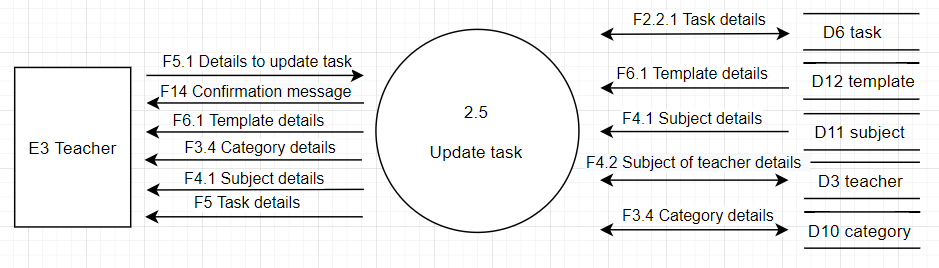 F2.2.1 Task details
D6 task
F5.1 Details to update task
F6.1 Template details
D12 template
F14 Confirmation message
2.5
F6.1 Template details
F4.1 Subject details
D11 subject
E3 Teacher
F3.4 Category details
Update task
F4.2 Subject of teacher details
F4.1 Subject details
D3 teacher
F5 Task details
F3.4 Category details
D10 category